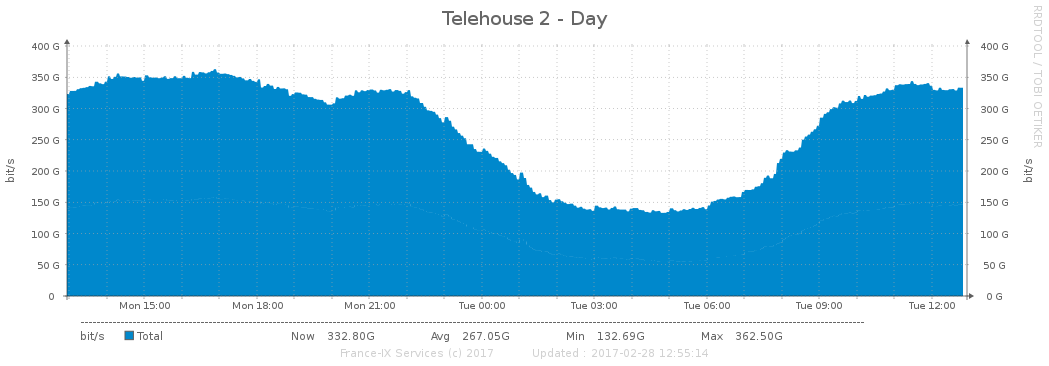 Telehouse 2 - Day
RRDTOOL / TOBI OETIKER
bit/s
400 G
350 G
300 G
250 G
200 G
150 G
100 G
50 G
0
400 G
350 G
300 G
250 G
200 G
150 G
100 G
50 G
0 G
bit/s
Mon 15:00 Mon 18:00 Mon 21:00 Tue 00:00 Tue 03:00 Tue 06:00 Tue 09:00 Tue 12:00
bit/s Total Now 332.80G Avg 267.05G Min 132.69G Max 362.50G
France-IX Services (c) 2017 Updated : 2017-02-28 12:55:14